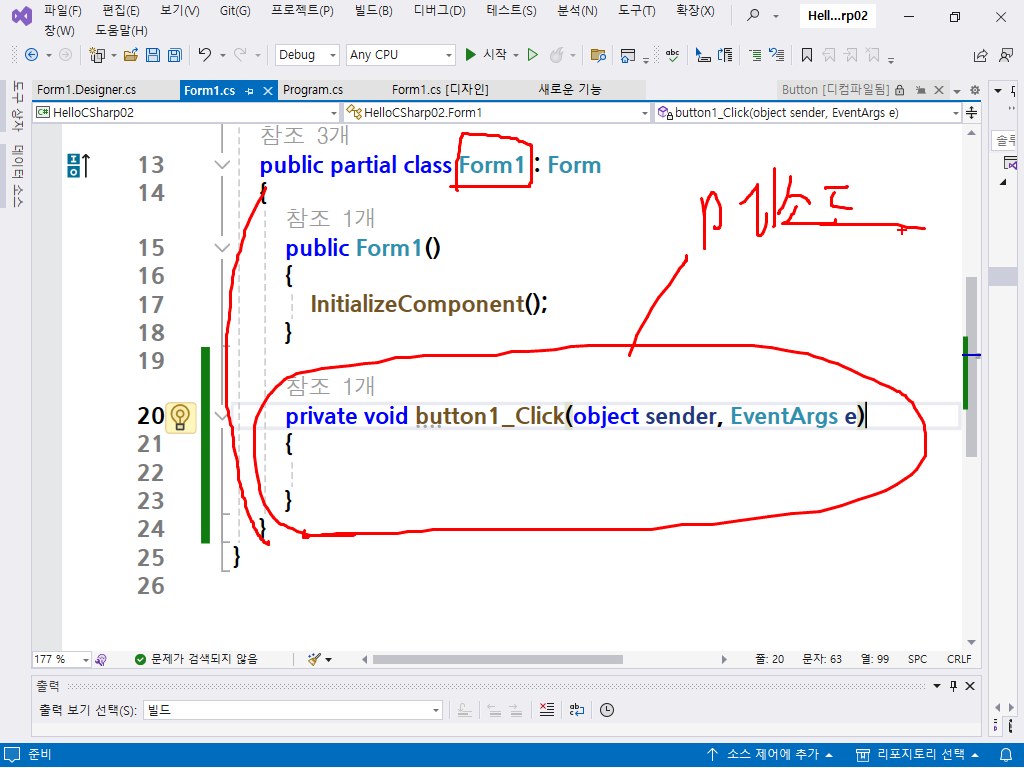 파일(F) 편집(E) 보기(V) Git(G) 프로젝트(P) 빌드(B) 디버그(D) 테스트(S) 분석(N) 도구(T) 확장(X)
Hell...rp02
창(W) 도움말(H)
Debug Any CPU 시작
Form1.Designer.cs Form1.cs Program.cs Form1.cs [디자인] 새로운 기능 Button [디컴파일됨]
HelloCSharp02 HelloCSharp02.Form1 button1_Click(object sender, EventArgs e)
도구 상자
데이터 소스
솔루
참조 3개
13 public partial class Form1 : Form
14 {
참조 1개
15 public Form1()
16 {
17 InitializeComponent();
18 }
19
참조 1개
20 private void button1_Click(object sender, EventArgs e)
21 {
22
23 }
24 }
25 }
26
177 % 문제가 검색되지 않음 줄: 20 문자: 63 열: 99 SPC CRLF
출력
출력 보기 선택(S): 빌드
준비 소스 제어에 추가 리포지토리 선택